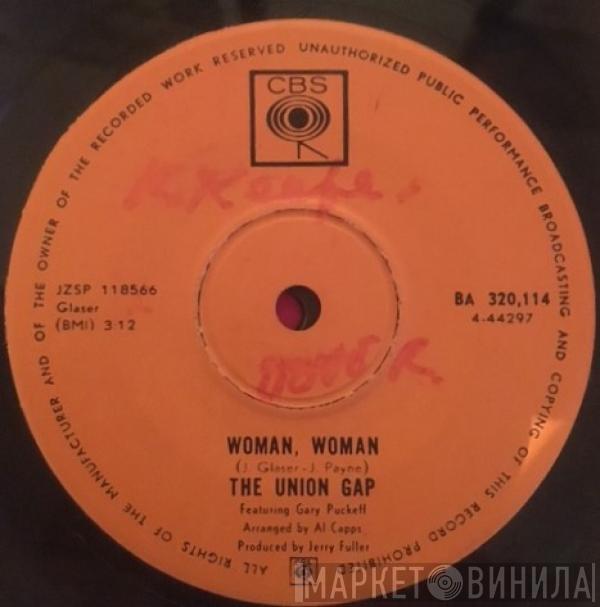 ALL RIGHTS OF THE MANUFACTURER AND OF THE OWNER OF THE RECORDED WORK RESERVED UNAUTHORIZED PUBLIC PERFORMANCE BROADCASTING AND COPYING OF THIS RECORD PROHIBITED
CBS
JZSP 118566
Glaser
(BMI) 3:12
BA 320,114
4-44297
WOMAN, WOMAN
(J. Glaser-J. Payne)
THE UNION GAP
Featuring Gary Puckett
Arranged by Al Capps
Produced by Jerry Fuller
МАРКЕТ ВИНИЛА